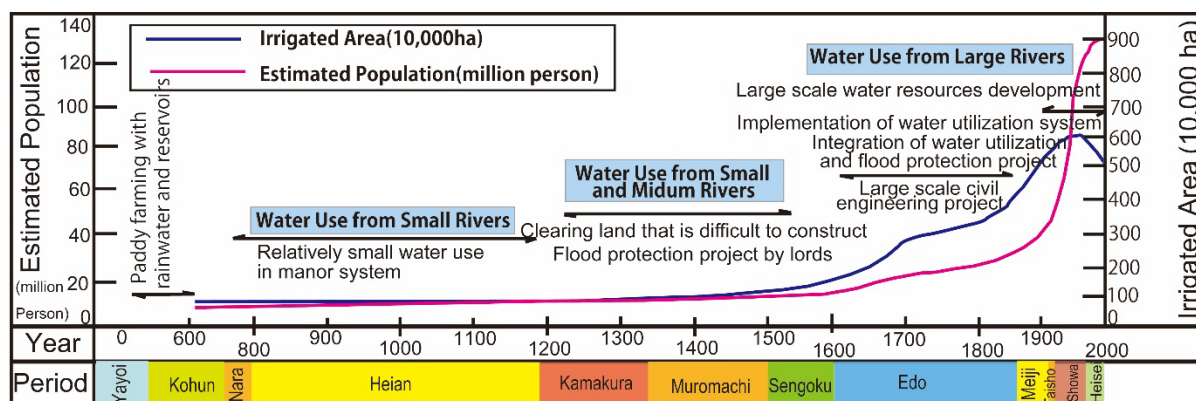 Estimated Population
(million
Person)
140
120
100
80
60
40
20
0
Irrigated Area(10,000ha)
Estimated Population(million person)
Paddy farming with
rainwater and reservoirs
Water Use from Small Rivers
Relatively small water use
in manor system
Water Use from Small
and Midum Rivers
Clearing land that is difficult to construct
Flood protection project by lords
Water Use from Large Rivers
Large scale water resources development
Implementation of water utilization system
Integration of water utilization
and flood protection project
Large scale civil
engineering project
900
800
700
600
500
400
300
200
100
0
Irrigated Area (10,000 ha)
Year 0 600 800 900 1000 1100 1200 1300 1400 1500 1600 1700 1800 1900 2000
Period Yayoi Kohun Nara Heian Kamakura Muromachi Sengoku Edo Meiji Taisho Showa Heisei